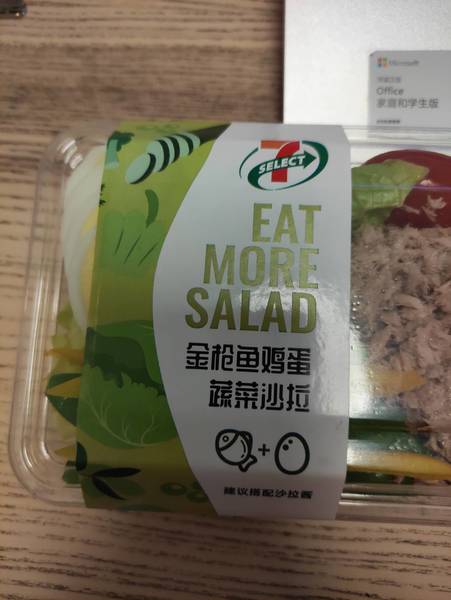 Microsoft
Office
家庭和学生版
7
SELECT
EAT
MORE
SALAD
金枪鱼鸡蛋
蔬菜沙拉
+
建议搭配沙拉酱